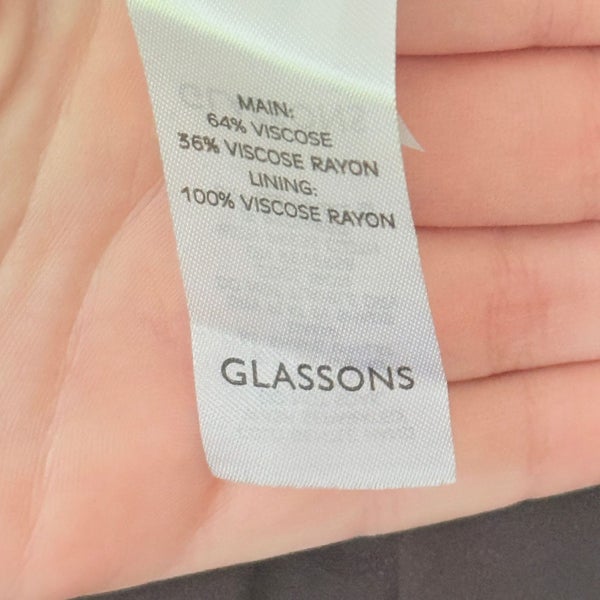 MAIN:
64% VISCOSE
36% VISCOSE RAYON
LINING:
100% VISCOSE RAYON
GLASSONS